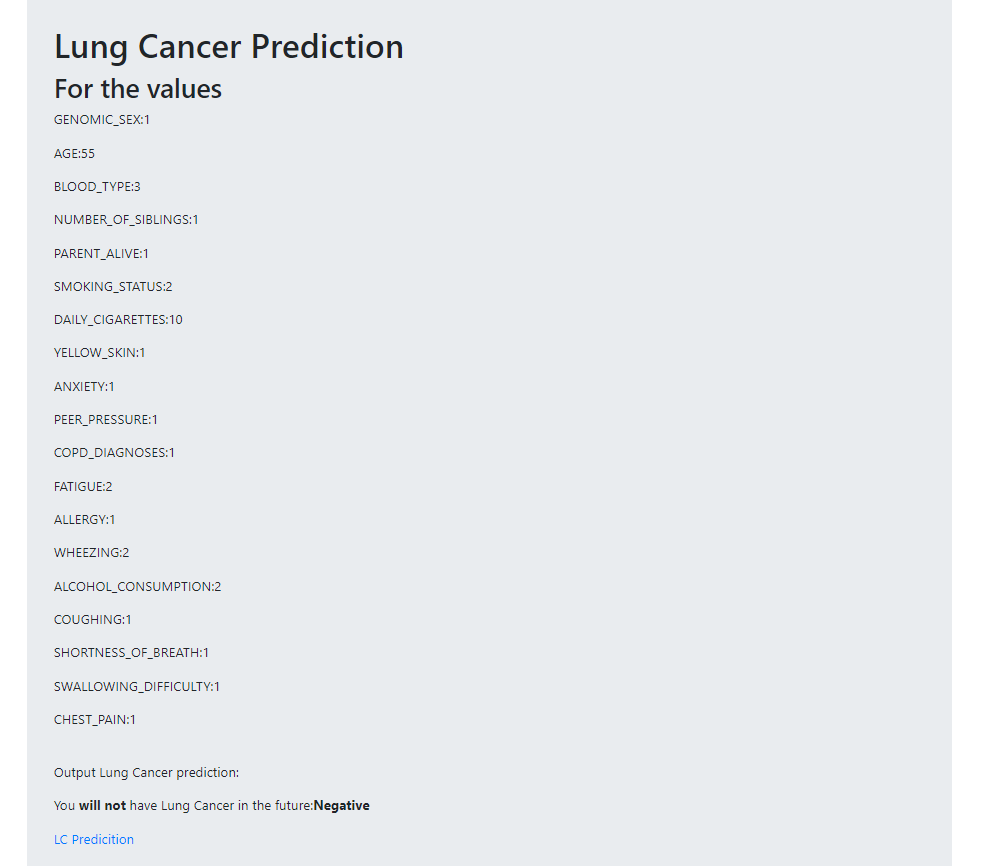 Lung Cancer Prediction
For the values
GENOMIC_SEX:1
AGE:55
BLOOD_TYPE:3
NUMBER_OF_SIBLINGS:1
PARENT_ALIVE:1
SMOKING_STATUS:2
DAILY_CIGARETTES:10
YELLOW_SKIN:1
ANXIETY:1
PEER_PRESSURE:1
COPD_DIAGNOSES:1
FATIGUE:2
ALLERGY:1
WHEEZING:2
ALCOHOL_CONSUMPTION:2
COUGHING:1
SHORTNESS_OF_BREATH:1
SWALLOWING_DIFFICULTY:1
CHEST_PAIN:1
Output Lung Cancer prediction:
You will not have Lung Cancer in the future:Negative
LC Predicition